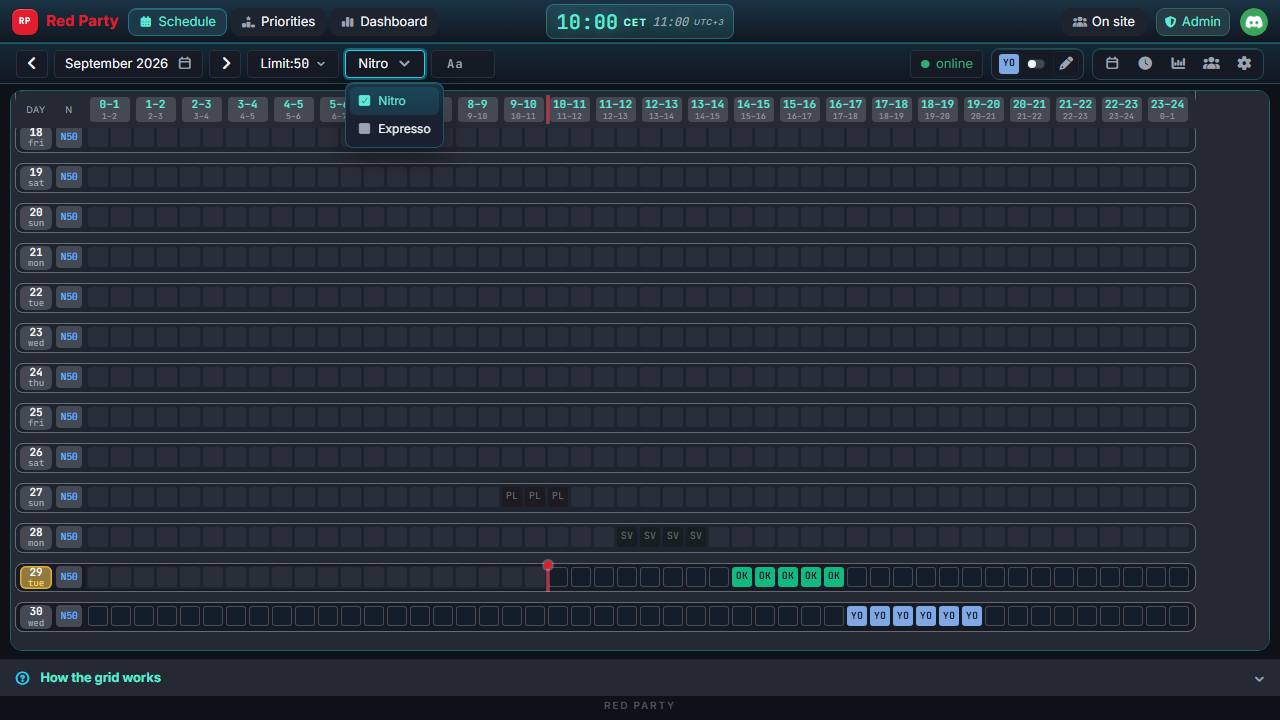 RP Red Party Schedule Priorities Dashboard 10:00 CET 11:00 UTC+3 On site Admin
September 2026 Limit:50 Nitro Aa online YO
Nitro
Expresso
DAY N 0-1 1-2 2-3 3-4 4-5 5-6 8-9 9-10 10-11 11-12 12-13 13-14 14-15 15-16 16-17 17-18 18-19 19-20 20-21 21-22 22-23 23-24
1-2 2-3 3-4 4-5 5-6 9-10 10-11 11-12 12-13 13-14 14-15 15-16 16-17 17-18 18-19 19-20 20-21 21-22 22-23 23-24 0-1
18 fri N50
19 sat N50
20 sun N50
21 mon N50
22 tue N50
23 wed N50
24 thu N50
25 fri N50
26 sat N50
27 sun N50 PL PL PL
28 mon N50 SV SV SV SV
29 tue N50 OK OK OK OK OK
30 wed N50 YO YO YO YO YO YO
How the grid works
RED PARTY